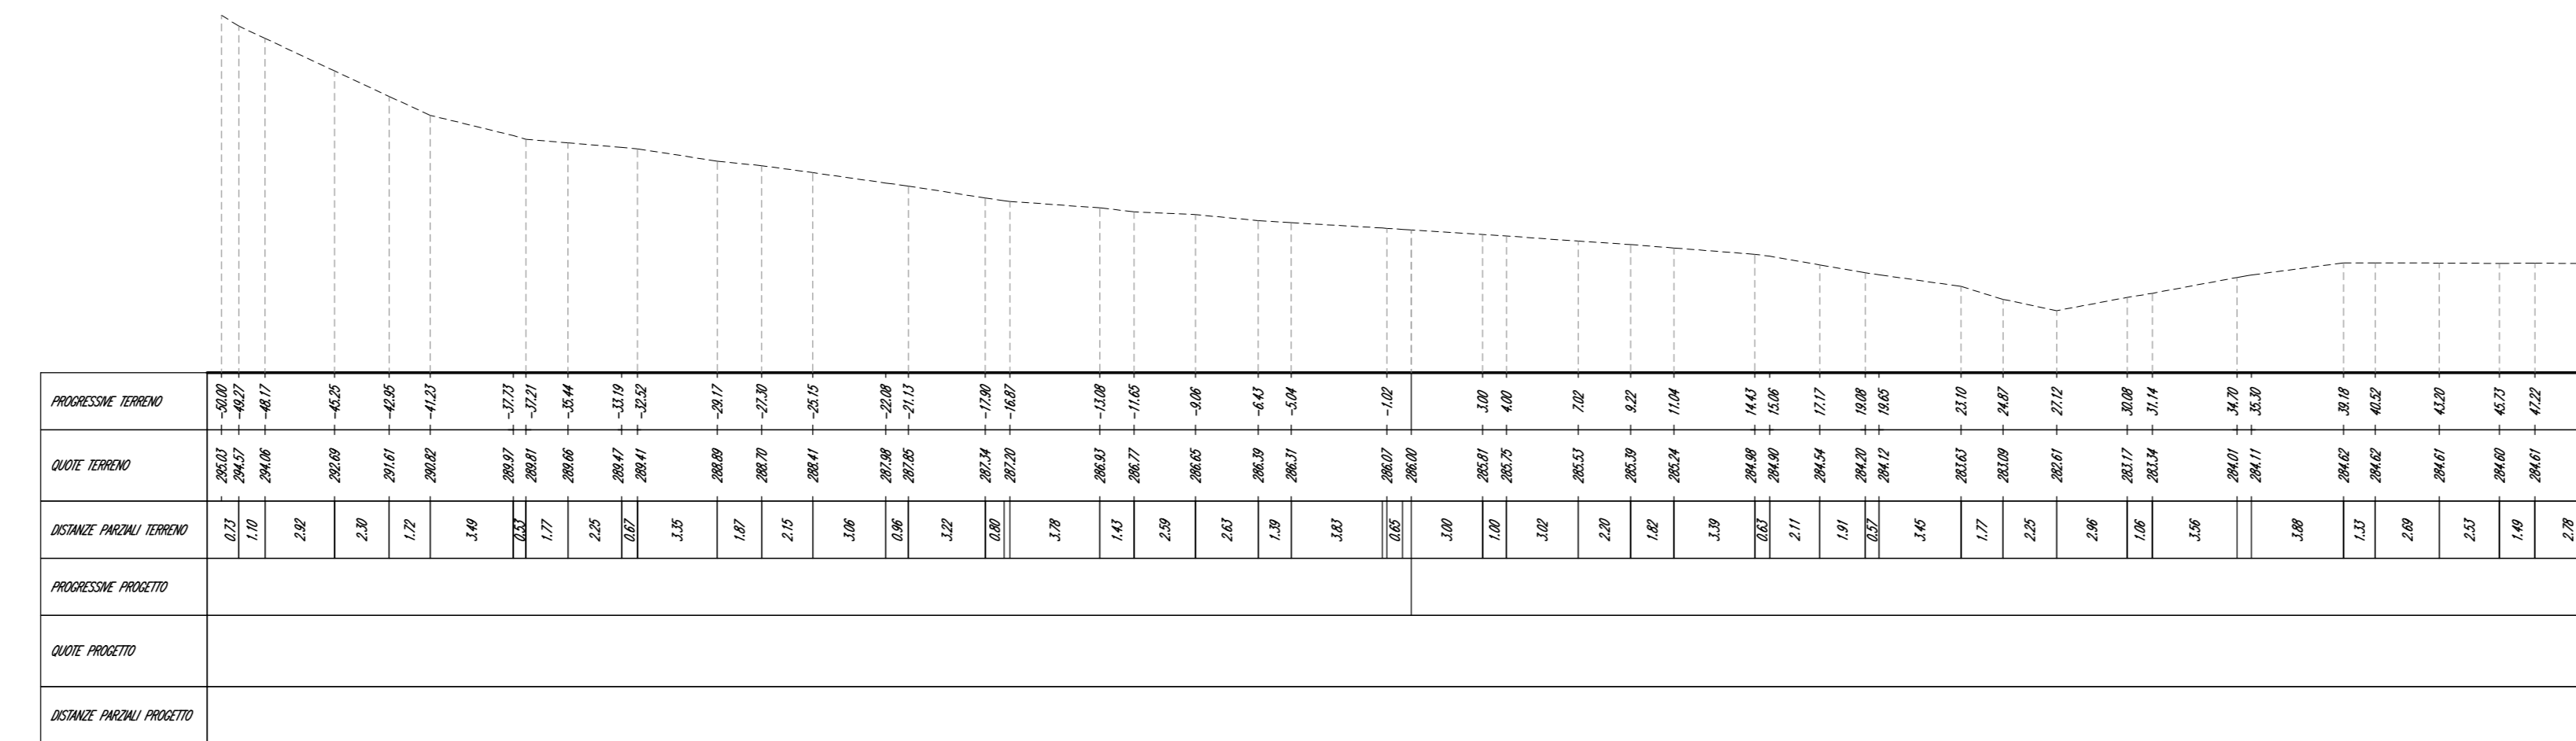 PROGRESSIVE TERRENO -50.00 -49.27 -48.17 -45.25 -42.95 -41.23 -37.73 -37.21 -35.44 -33.19 -32.52 -29.17 -27.30 -25.15 -22.08 -21.13 -17.90 -16.87 -13.08 -11.65 -9.06 -6.43 -5.04 -1.02 3.00 4.00 7.02 9.22 11.04 14.43 15.06 17.17 19.08 19.65 23.10 24.87 27.12 30.08 31.14 34.70 35.30 39.18 40.52 43.20 45.73 47.22
QUOTE TERRENO 295.03 294.57 294.06 292.69 291.61 290.82 289.97 289.81 289.66 289.47 289.41 288.89 288.70 288.41 287.98 287.85 287.34 287.20 286.93 286.77 286.65 286.39 286.31 286.07 286.00 285.81 285.75 285.53 285.39 285.24 284.98 284.90 284.54 284.20 284.12 283.63 283.09 282.61 283.17 283.34 284.01 284.11 284.62 284.62 284.61 284.60 284.61
DISTANZE PARZIALI TERRENO 0.73 1.10 2.92 2.30 1.72 3.49 0.53 1.77 2.25 0.67 3.35 1.87 2.15 3.06 0.96 3.22 0.80 3.78 1.43 2.59 2.63 1.39 3.83 0.65 3.00 1.00 3.02 2.20 1.82 3.39 0.63 2.11 1.91 0.57 3.45 1.77 2.25 2.96 1.06 3.56 3.88 1.33 2.69 2.53 1.49 2.78
PROGRESSIVE PROGETTO
QUOTE PROGETTO
DISTANZE PARZIALI PROGETTO